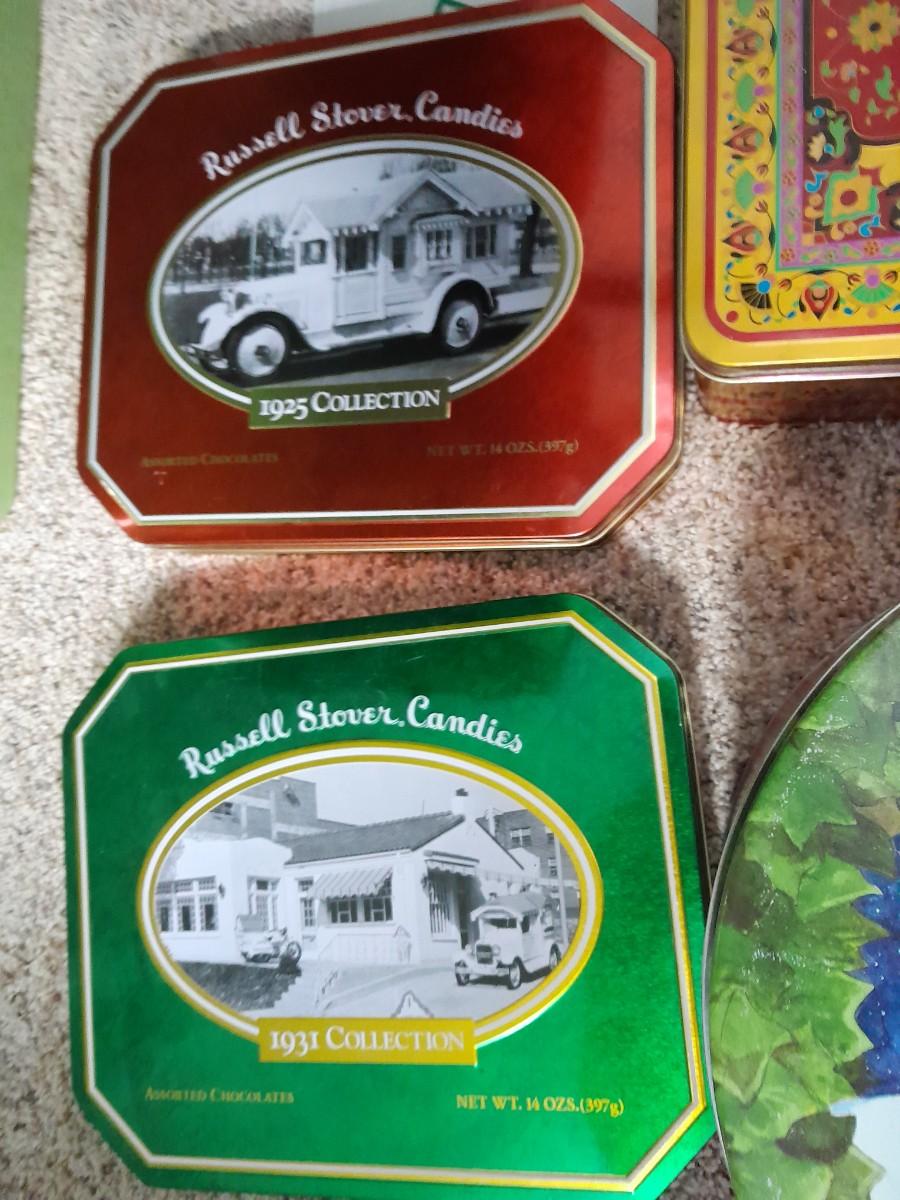 Russell Stover Candies
1925 COLLECTION
ASSORTED CHOCOLATES
NET WT. 14 OZS. (397g)
Russell Stover Candies
1931 COLLECTION
ASSORTED CHOCOLATES
NET WT. 14 OZS. (397g)